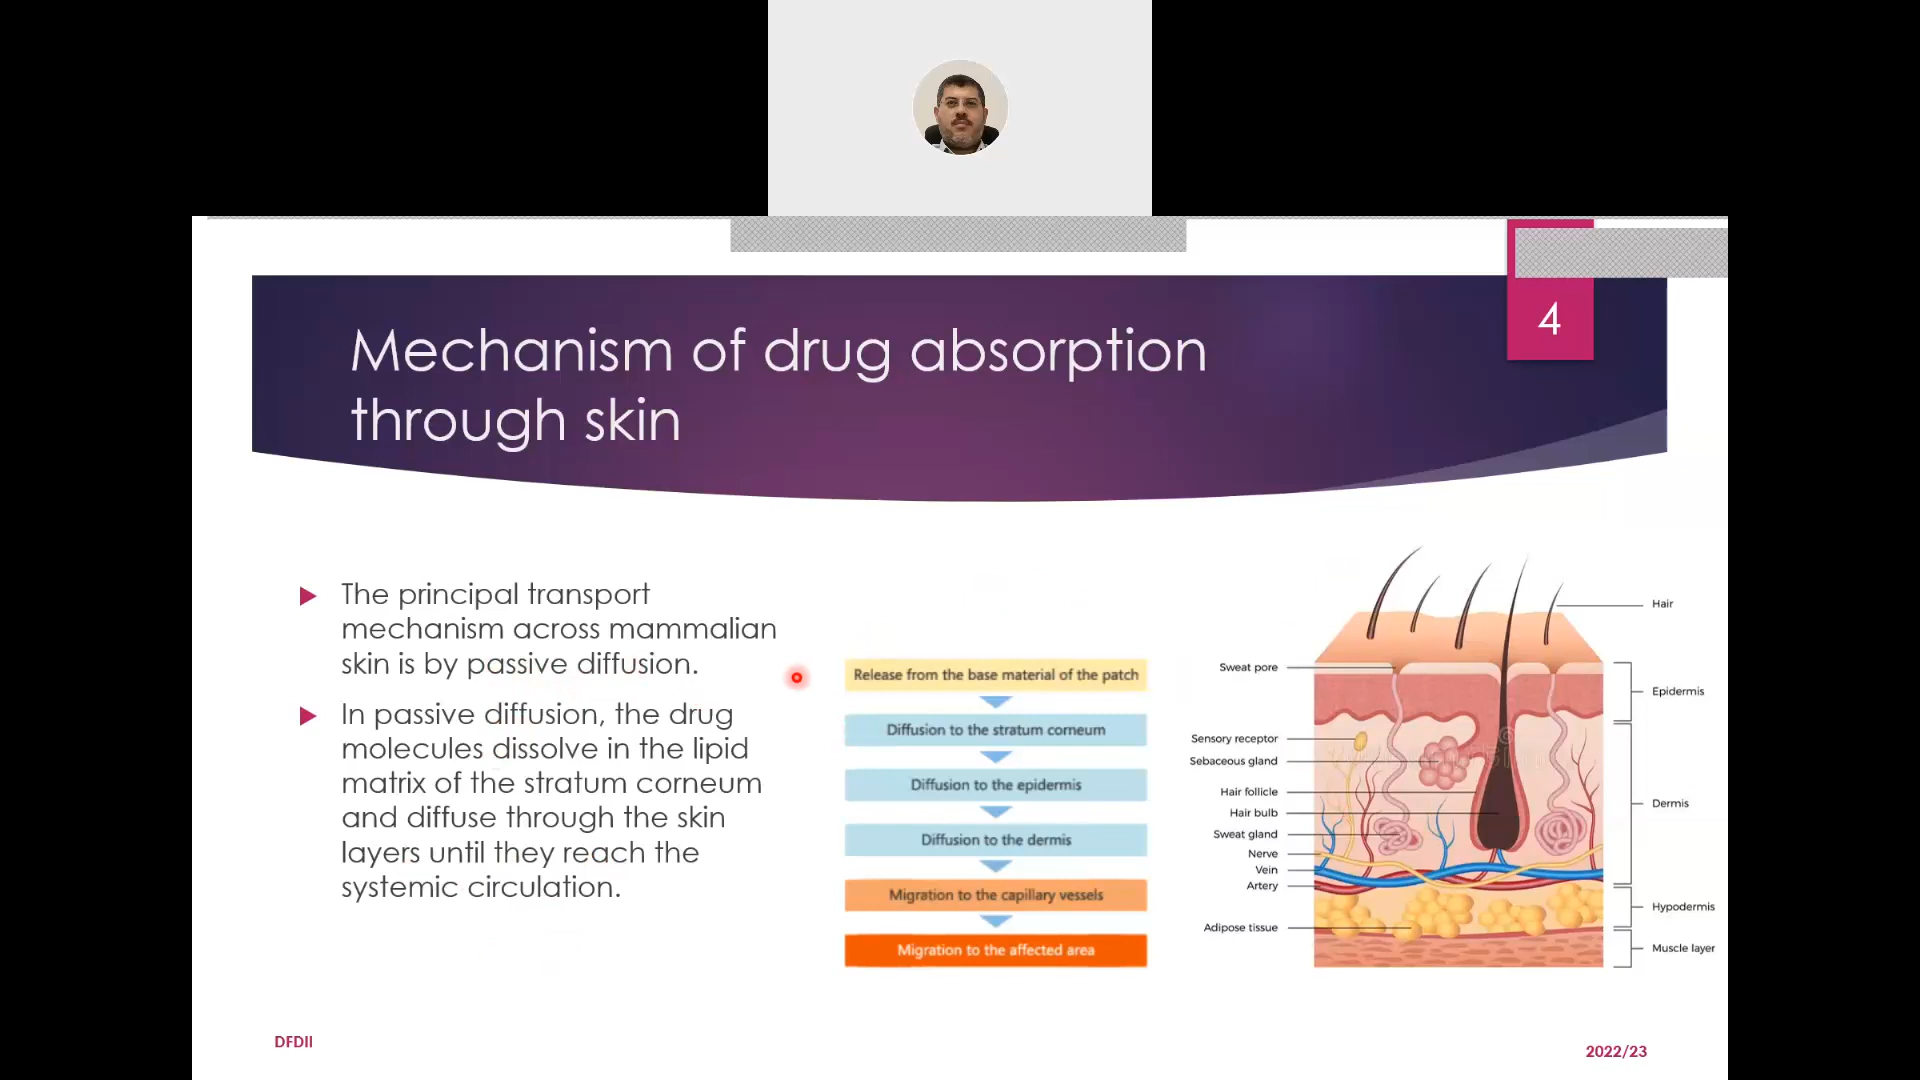 4
Mechanism of drug absorption
through skin
The principal transport
mechanism across mammalian
skin is by passive diffusion.
In passive diffusion, the drug
molecules dissolve in the lipid
matrix of the stratum corneum
and diffuse through the skin
layers until they reach the
systemic circulation.
Release from the base material of the patch
Diffusion to the stratum corneum
Diffusion to the epidermis
Diffusion to the dermis
Migration to the capillary vessels
Migration to the affected area
Hair
Sweat pore
Epidermis
Sensory receptor
Sebaceous gland
Hair follicle
Dermis
Hair bulb
Sweat gland
Nerve
Vein
Artery
Hypodermis
Adipose tissue
Muscle layer
DFDII
2022/23